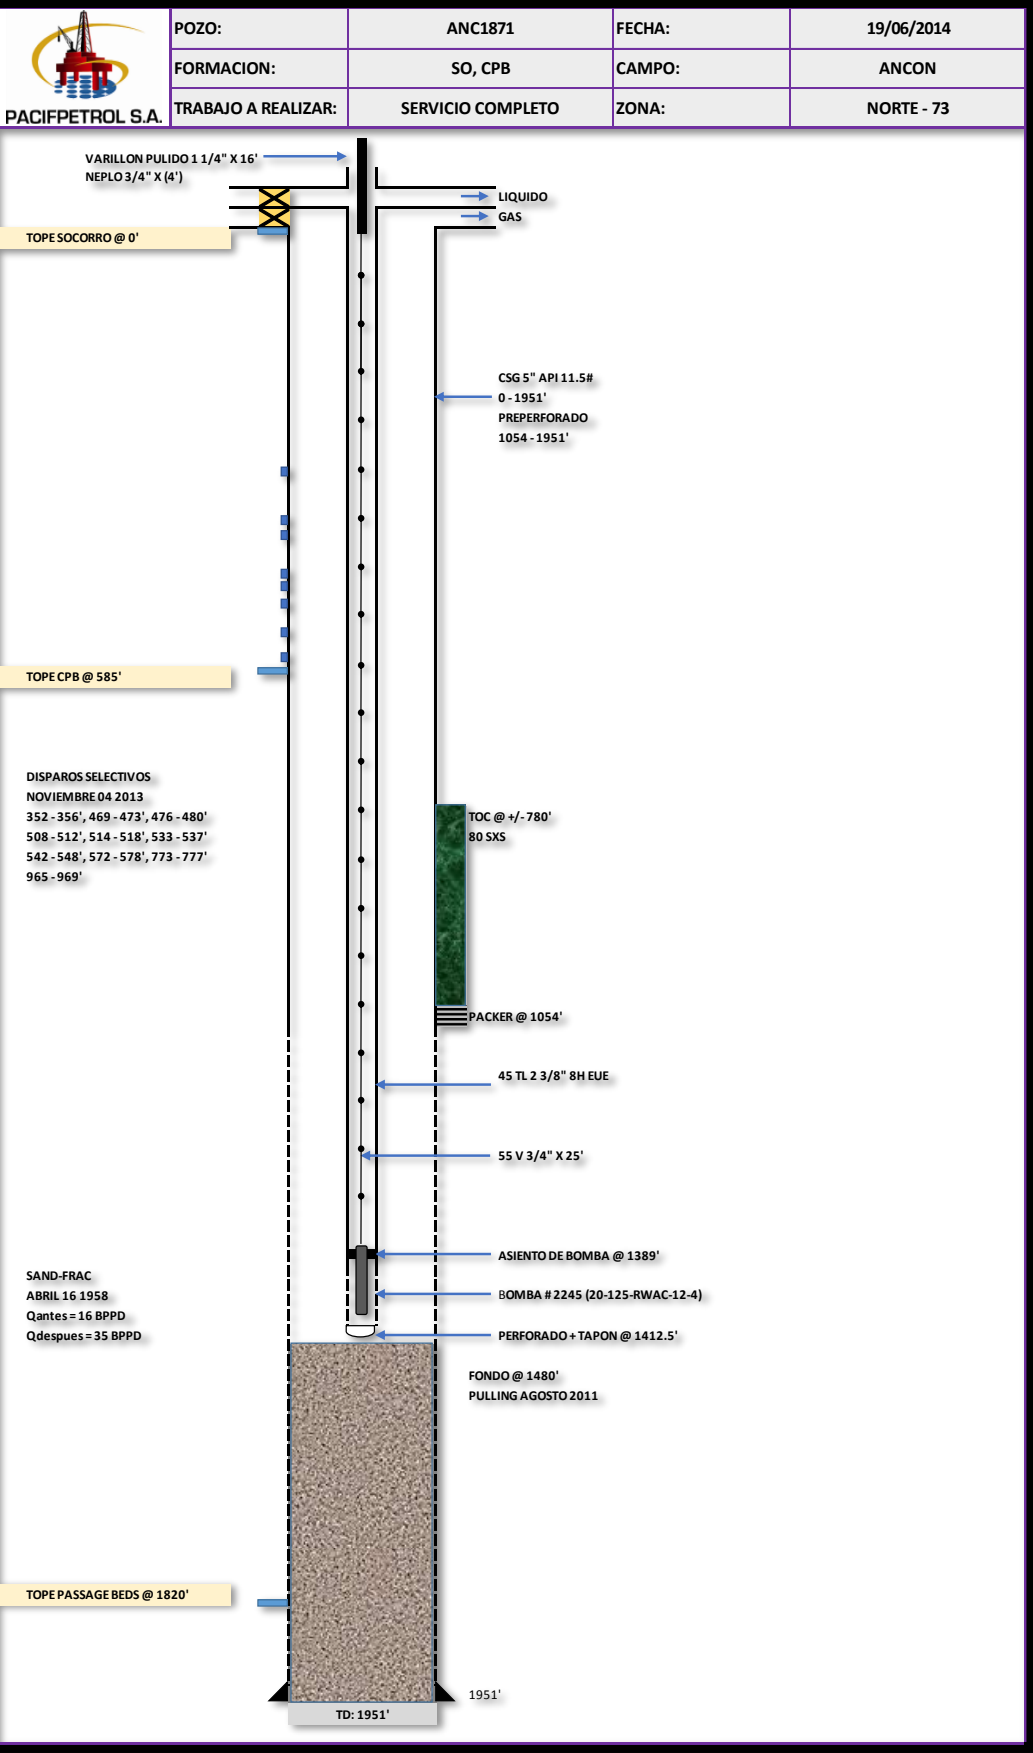 PACIFPETROL S.A.
POZO: ANC1871 FECHA: 19/06/2014
FORMACION: SO, CPB CAMPO: ANCON
TRABAJO A REALIZAR: SERVICIO COMPLETO ZONA: NORTE - 73
VARILLON PULIDO 1 1/4" X 16'
NEPLO 3/4" X (4')
LIQUIDO
GAS
TOPE SOCORRO @ 0'
CSG 5" API 11.5#
0 - 1951'
PREPERFORADO
1054 - 1951'
TOPE CPB @ 585'
DISPAROS SELECTIVOS
NOVIEMBRE 04 2013
352 - 356', 469 - 473', 476 - 480'
508 - 512', 514 - 518', 533 - 537'
542 - 548', 572 - 578', 773 - 777'
965 - 969'
TOC @ +/- 780'
80 SXS
PACKER @ 1054'
45 TL 2 3/8" 8H EUE
55 V 3/4" X 25'
ASIENTO DE BOMBA @ 1389'
BOMBA # 2245 (20-125-RWAC-12-4)
PERFORADO + TAPON @ 1412.5'
SAND-FRAC
ABRIL 16 1958
Qantes = 16 BPPD
Qdespues = 35 BPPD
FONDO @ 1480'
PULLING AGOSTO 2011
TOPE PASSAGE BEDS @ 1820'
1951'
TD: 1951'